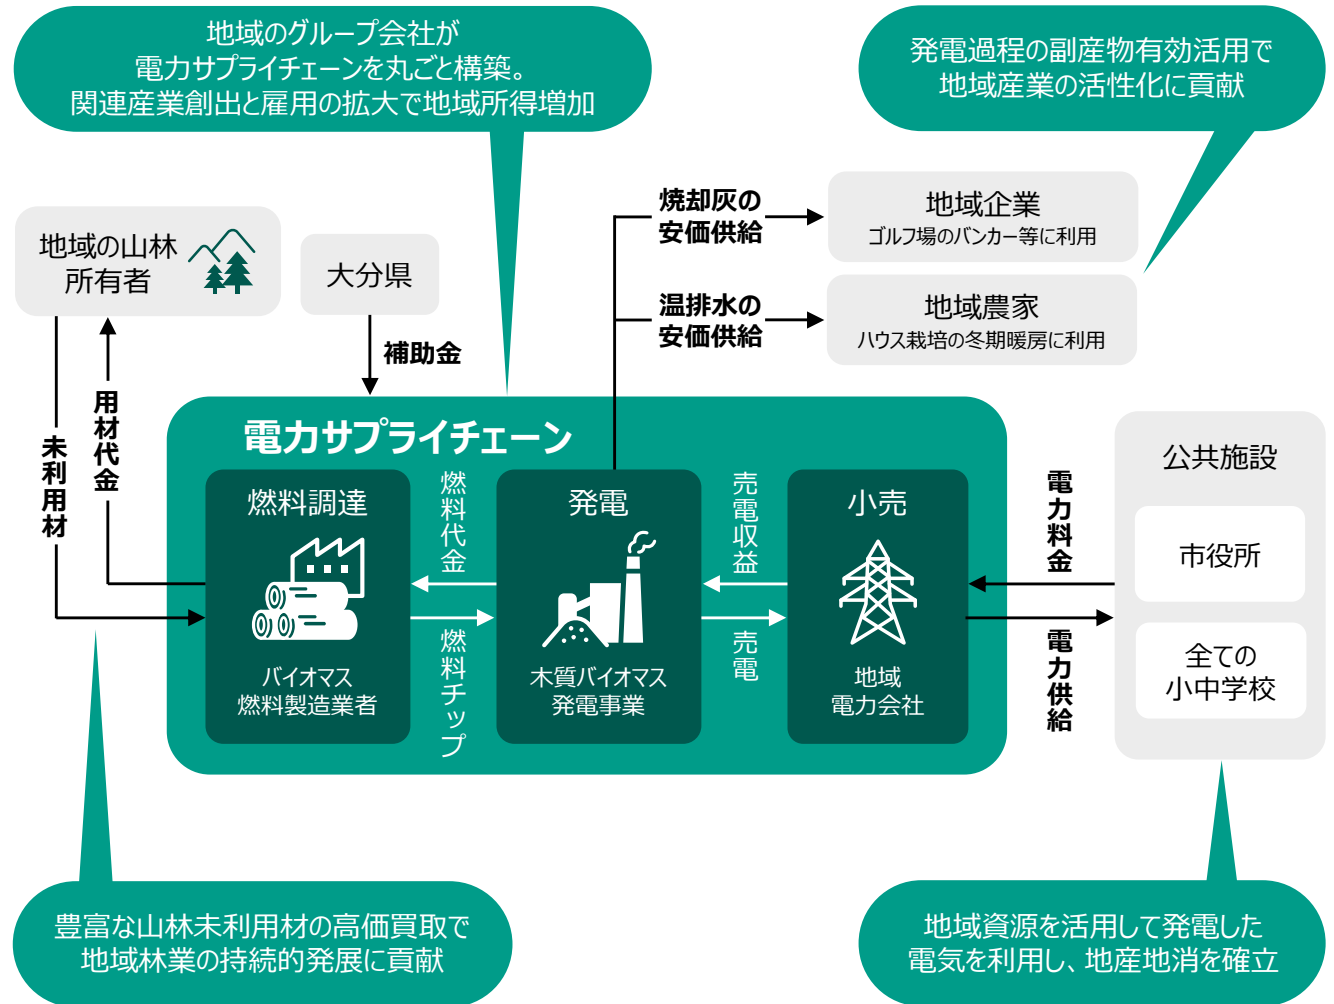 地域のグループ会社が
電力サプライチェーンを丸ごと構築。
関連産業創出と雇用の拡大で地域所得増加
発電過程の副産物有効活用で
地域産業の活性化に貢献
地域の山林
所有者
大分県
補助金
焼却灰の
安価供給
地域企業
ゴルフ場のバンカー等に利用
温排水の
安価供給
地域農家
ハウス栽培の冬期暖房に利用
未利用材
用材代金
電力サプライチェーン
燃料調達
バイオマス
燃料製造業者
燃料代金
燃料チップ
発電
木質バイオマス
発電事業
売電収益
売電
小売
地域
電力会社
電力料金
電力供給
公共施設
市役所
全ての
小中学校
豊富な山林未利用材の高価買取で
地域林業の持続的発展に貢献
地域資源を活用して発電した
電気を利用し、地産地消を確立